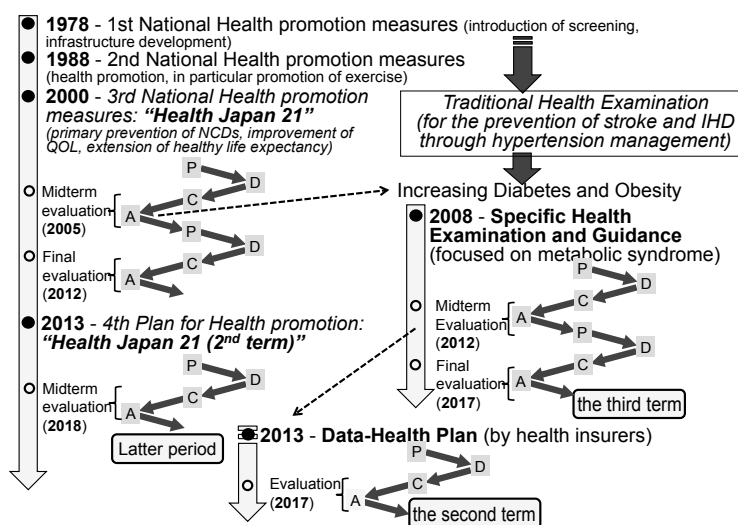 1978 - 1st National Health promotion measures (introduction of screening,
infrastructure development)
1988 - 2nd National Health promotion measures
(health promotion, in particular promotion of exercise)
2000 - 3rd National Health promotion
measures: “Health Japan 21”
(primary prevention of NCDs, improvement of
QOL, extension of healthy life expectancy)
P
D
C
A
P
D
C
A
Midterm
evaluation
(2005)
Final
evaluation
(2012)
2013 - 4th Plan for Health promotion:
“Health Japan 21 (2nd term)”
P
D
C
A
Midterm
evaluation
(2018)
Latter period
Traditional Health Examination
(for the prevention of stroke and IHD
through hypertension management)
Increasing Diabetes and Obesity
2008 - Specific Health
Examination and Guidance
(focused on metabolic syndrome)
P
D
C
A
P
D
C
A
Midterm
Evaluation
(2012)
Final
evaluation
(2017)
the third term
2013 - Data-Health Plan (by health insurers)
P
D
C
A
Evaluation
(2017)
the second term